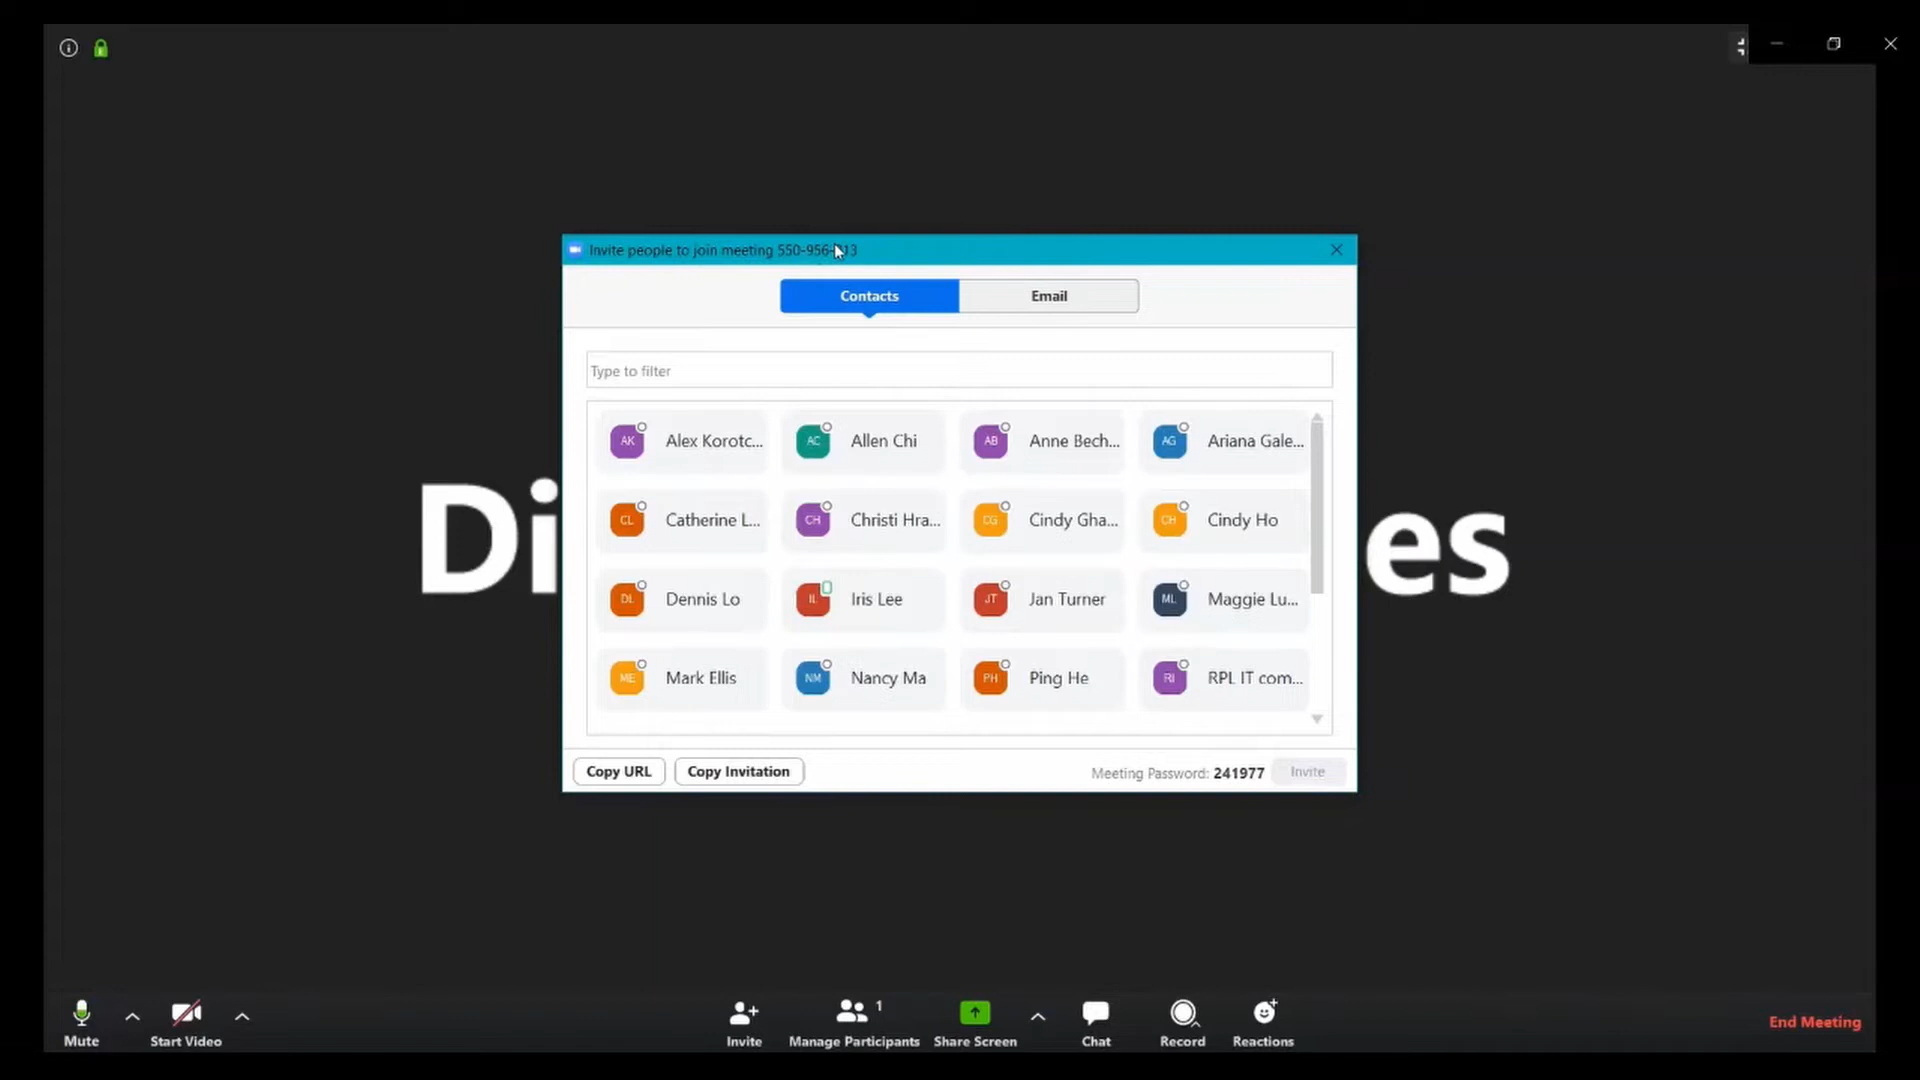 Invite people to join meeting
Contacts
Email
Type to filter
AK Alex Korotc...
AC Allen Chi
AB Anne Bech...
AG Ariana Gale...
CL Catherine L...
CH Christi Hra...
CG Cindy Gha...
CH Cindy Ho
DL Dennis Lo
IL Iris Lee
JT Jan Turner
ML Maggie Lu...
ME Mark Ellis
NM Nancy Ma
PH Ping He
RI RPL IT com...
Copy URL
Copy Invitation
Meeting Password: 241977
Invite
Mute
Start Video
Invite
Manage Participants
1
Share Screen
Chat
Record
Reactions
End Meeting